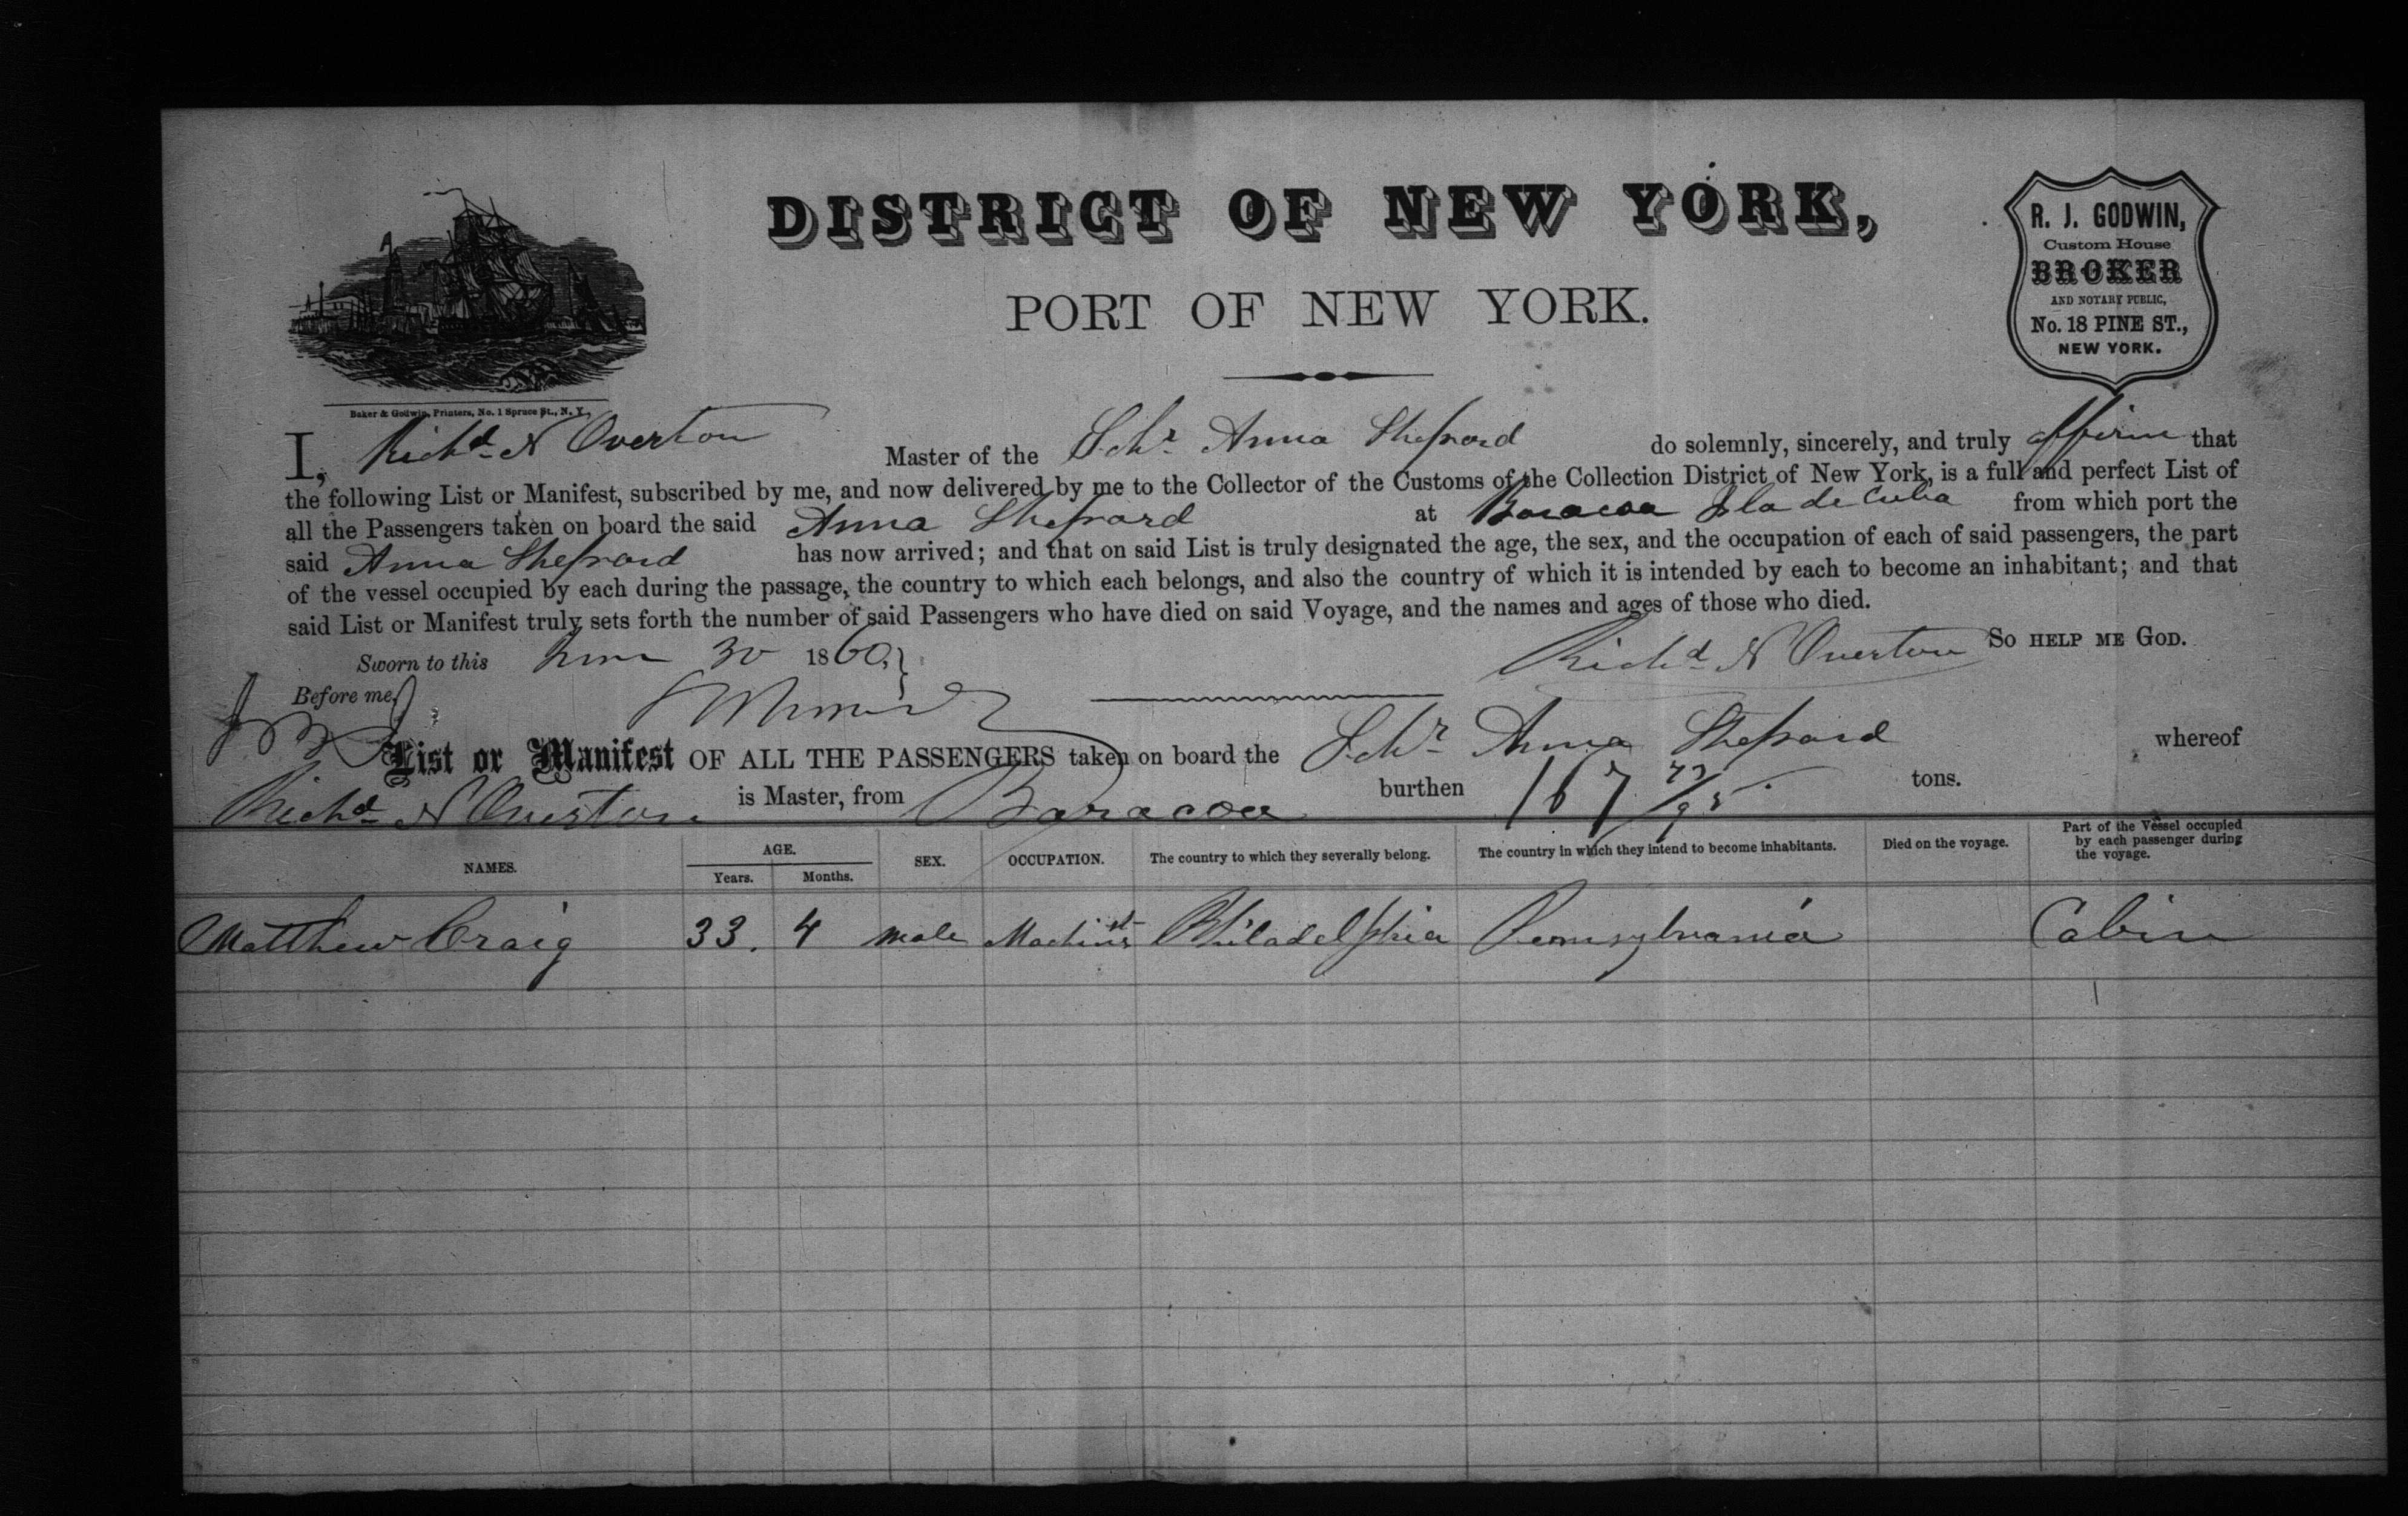 DISTRICT OF NEW YORK,
PORT OF NEW YORK.
R. J. GODWIN,
Custom House
BROKER
AND NOTARY PUBLIC,
No. 18 PINE ST.,
NEW YORK.
Baker & Godwin, Printers, No. 1 Spruce St., N. Y.
I, Richd N Overton Master of the Schr Anna Shepard do solemnly, sincerely, and truly affirm that
the following List or Manifest, subscribed by me, and now delivered by me to the Collector of the Customs of the Collection District of New York, is a full and perfect List of
all the Passengers taken on board the said Anna Shepard at Baracoa Isla de Cuba from which port the
said Anna Shepard has now arrived; and that on said List is truly designated the age, the sex, and the occupation of each of said passengers, the part
of the vessel occupied by each during the passage, the country to which each belongs, and also the country of which it is intended by each to become an inhabitant; and that
said List or Manifest truly sets forth the number of said Passengers who have died on said Voyage, and the names and ages of those who died.
Sworn to this June 30 1860, Richd N Overton SO HELP ME GOD.
Before me,
List or Manifest OF ALL THE PASSENGERS taken on board the Schr Anna Shepard whereof
Richd N Overton is Master, from Baracoa burthen 167 /95 tons.
NAMES. AGE. Years. Months. SEX. OCCUPATION. The country to which they severally belong. The country in which they intend to become inhabitants. Died on the voyage. Part of the Vessel occupied by each passenger during the voyage.
Matthew Craig 33. 4 male Machinist Philadelphia Pennsylvania Cabin